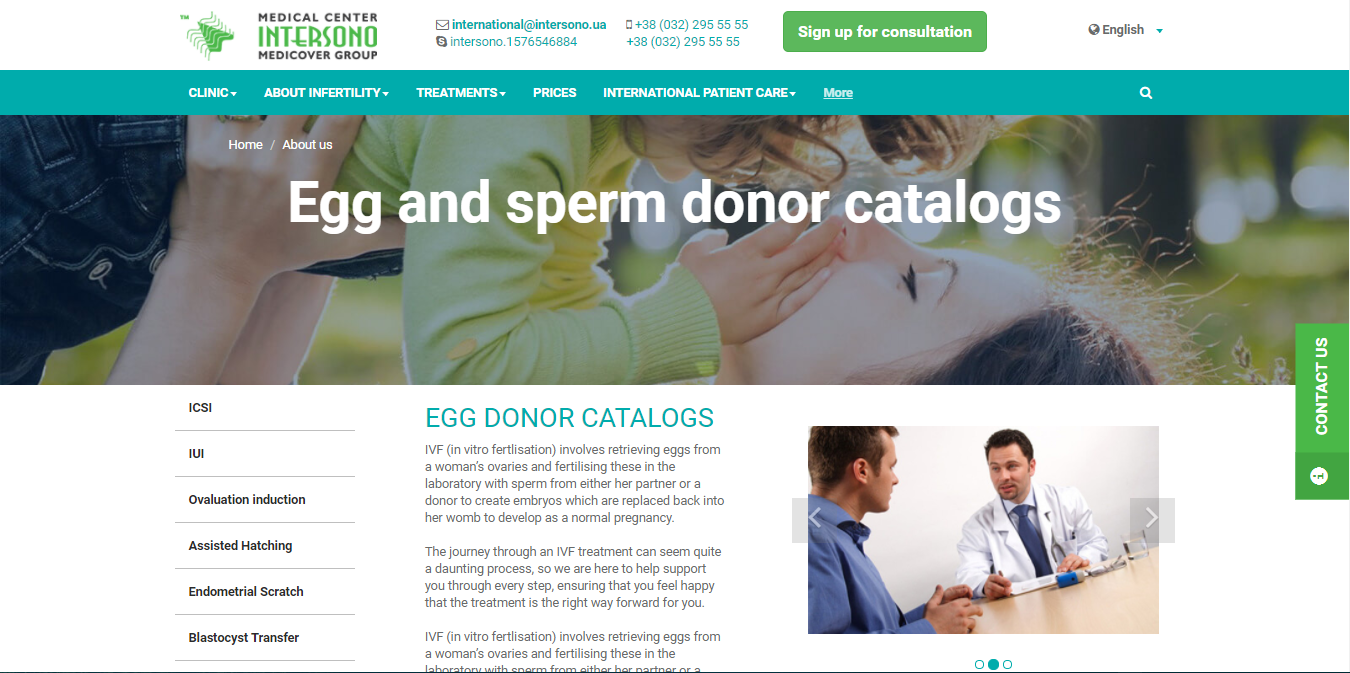 TM
MEDICAL CENTER
INTERSONO
MEDICOVER GROUP
international@intersono.ua
intersono.1576546884
+38 (032) 295 55 55
+38 (032) 295 55 55
Sign up for consultation
English
CLINIC
ABOUT INFERTILITY
TREATMENTS
PRICES
INTERNATIONAL PATIENT CARE
More
Home / About us
Egg and sperm donor catalogs
CONTACT US
ICSI
IUI
Ovaluation induction
Assisted Hatching
Endometrial Scratch
Blastocyst Transfer
EGG DONOR CATALOGS
IVF (in vitro fertlisation) involves retrieving eggs from
a woman’s ovaries and fertilising these in the
laboratory with sperm from either her partner or a
donor to create embryos which are replaced back into
her womb to develop as a normal pregnancy.
The journey through an IVF treatment can seem quite
a daunting process, so we are here to help support
you through every step, ensuring that you feel happy
that the treatment is the right way forward for you.
IVF (in vitro fertlisation) involves retrieving eggs from
a woman’s ovaries and fertilising these in the
laboratory with sperm from either her partner or a